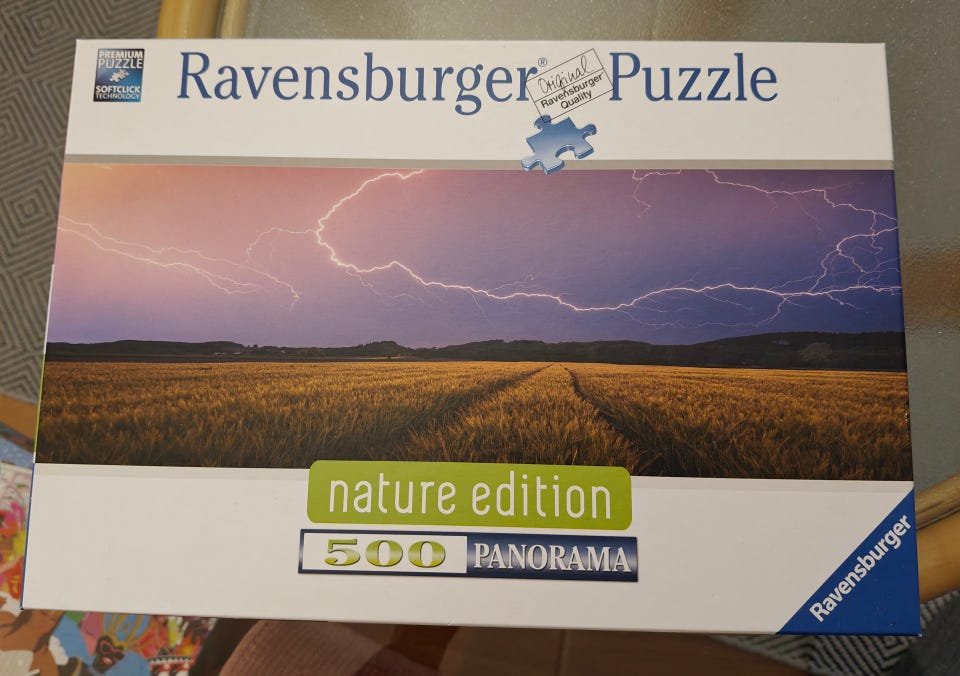 PREMIUM
PUZZLE
SOFTCLICK
TECHNOLOGY
Ravensburger® Puzzle
Original
Ravensburger®
Quality
nature edition
500 PANORAMA
Ravensburger